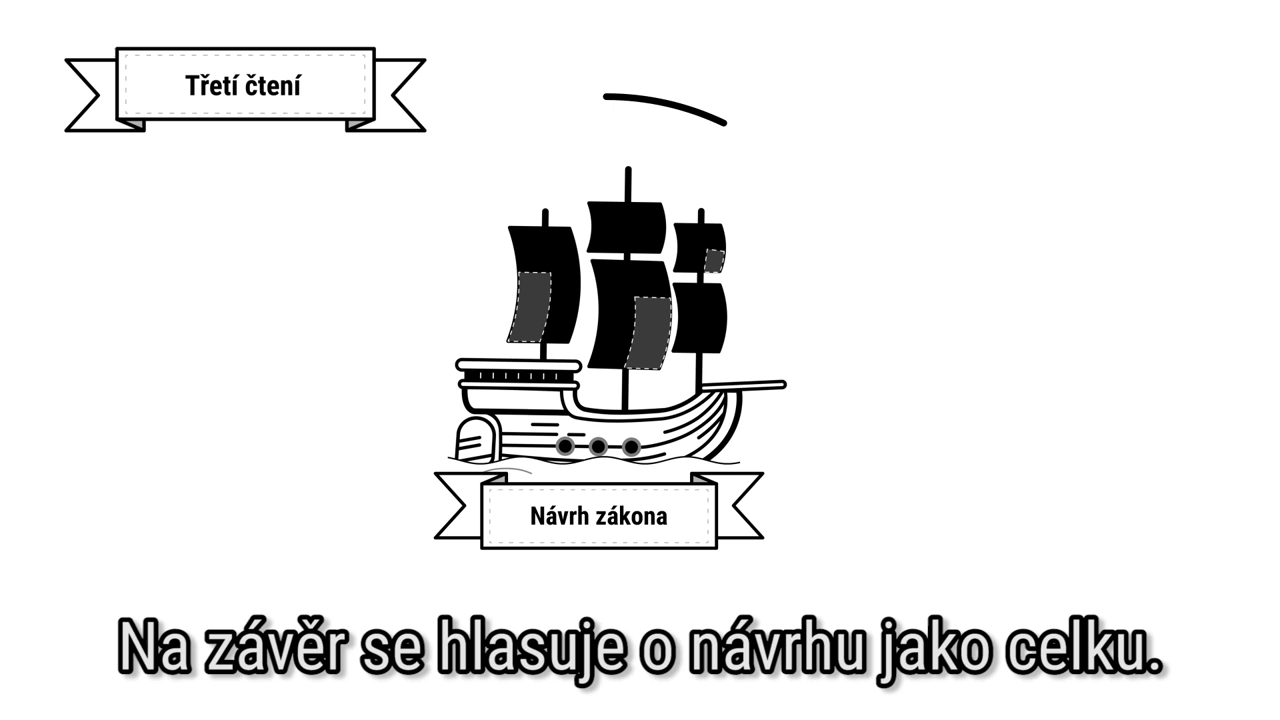 Třetí čtení
Návrh zákona
Na závěr se hlasuje o návrhu jako celku.